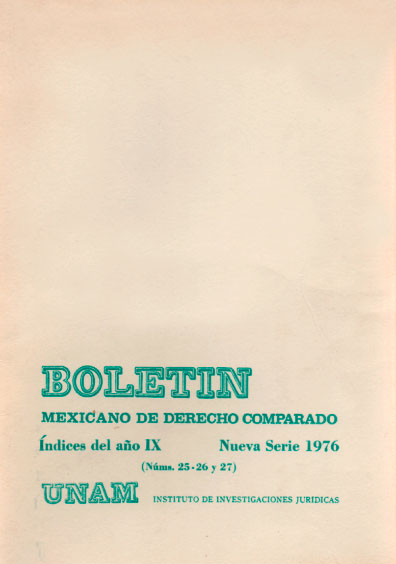 BOLETIN
MEXICANO DE DERECHO COMPARADO
Índices del año IX Nueva Serie 1976
(Núms. 25-26 y 27)
UNAM INSTITUTO DE INVESTIGACIONES JURIDICAS